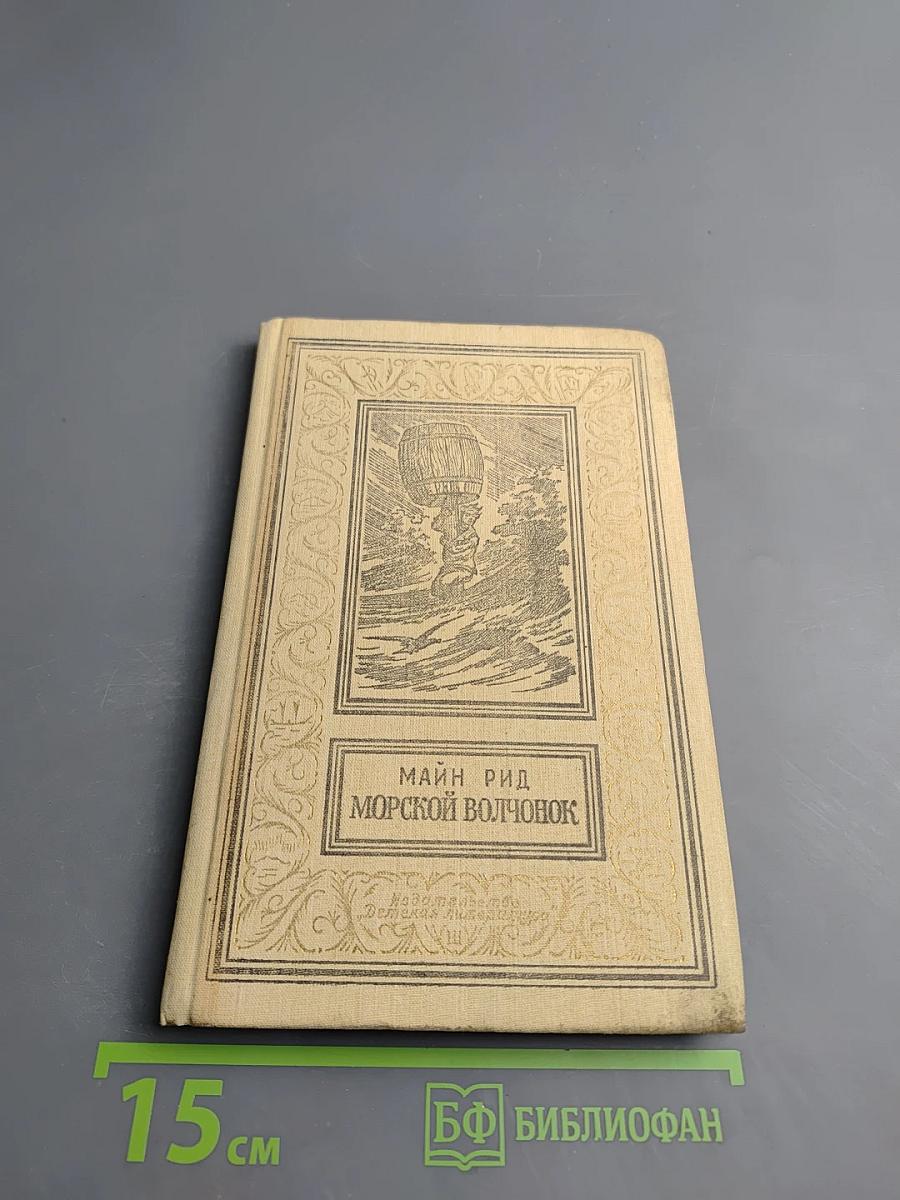 МАЙН РИД
МОРСКОЙ ВОЛЧОНОК
Издательство
„Детская литература“
15 см
БФ БИБЛИОФАН